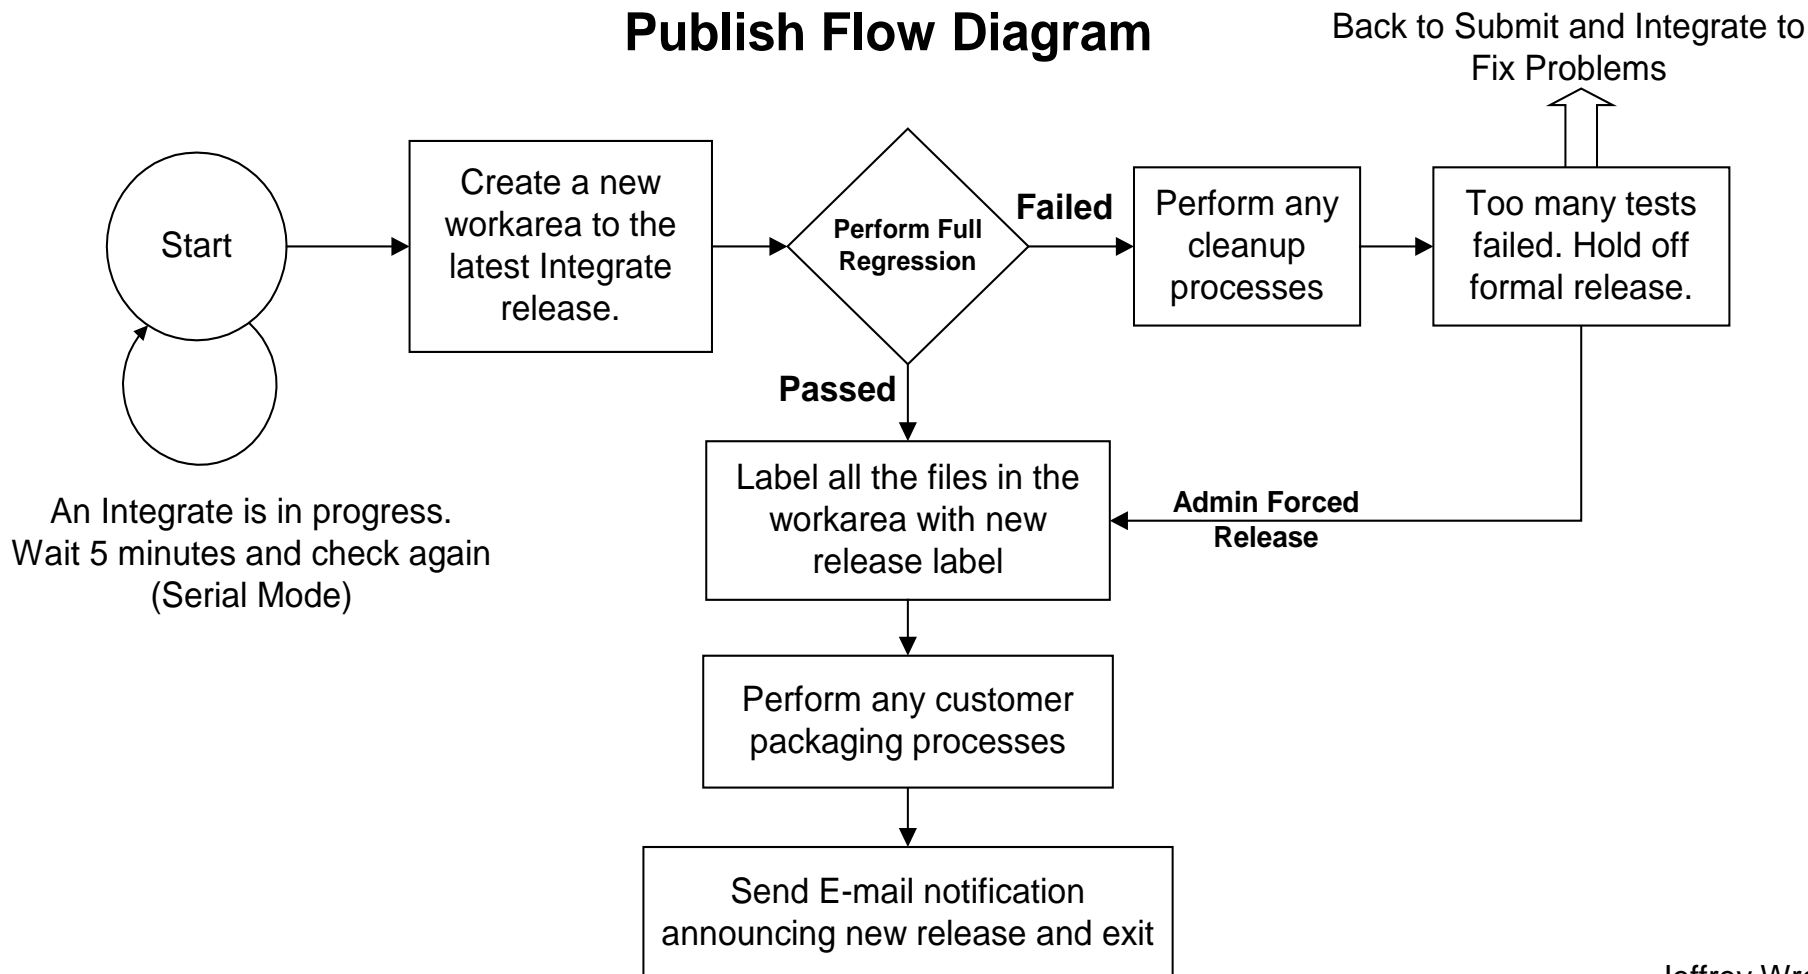 Publish Flow Diagram
Back to Submit and Integrate to
Fix Problems
Start
Create a new
workarea to the
latest Integrate
release.
Perform Full
Regression
Failed
Perform any
cleanup
processes
Too many tests
failed. Hold off
formal release.
Passed
An Integrate is in progress.
Wait 5 minutes and check again
(Serial Mode)
Label all the files in the
workarea with new
release label
Admin Forced
Release
Perform any customer
packaging processes
Send E-mail notification
announcing new release and exit